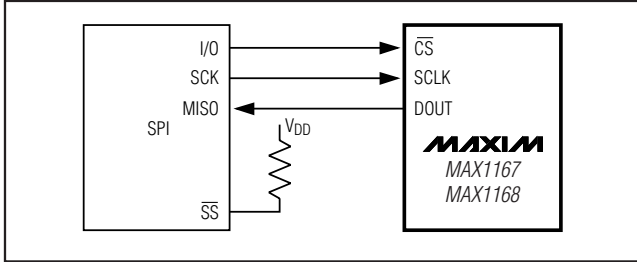 I/O
CS
SCK
SCLK
MISO
DOUT
SPI
VDD
MAXIM
MAX1167
MAX1168
SS